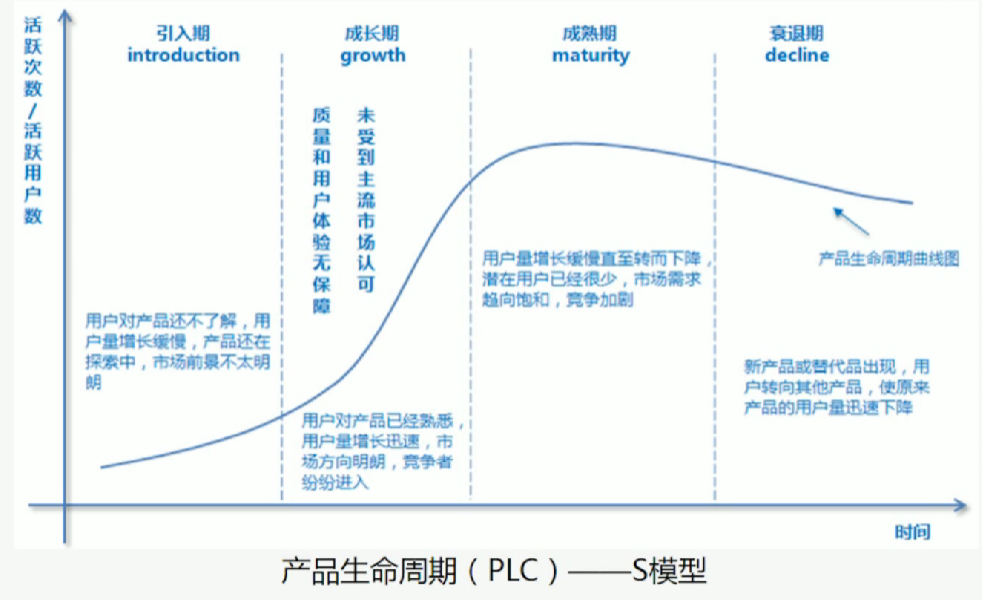 活跃次数/活跃用户数
引入期
introduction
成长期
growth
成熟期
maturity
衰退期
decline
质量和用户体验无保障
未受到主流市场认可
用户对产品还不了解，用
户量增长缓慢，产品还在
探索中，市场前景不太明
朗
用户对产品已经熟悉，
用户量增长迅速，市
场方向明朗，竞争者
纷纷进入
用户量增长缓慢直至转而下降，
潜在用户已经很少，市场需求
趋向饱和，竞争加剧
产品生命周期曲线图
新产品或替代品出现，用
户转向其他产品，使原来
产品的用户量迅速下降
时间
产品生命周期（PLC）——S模型